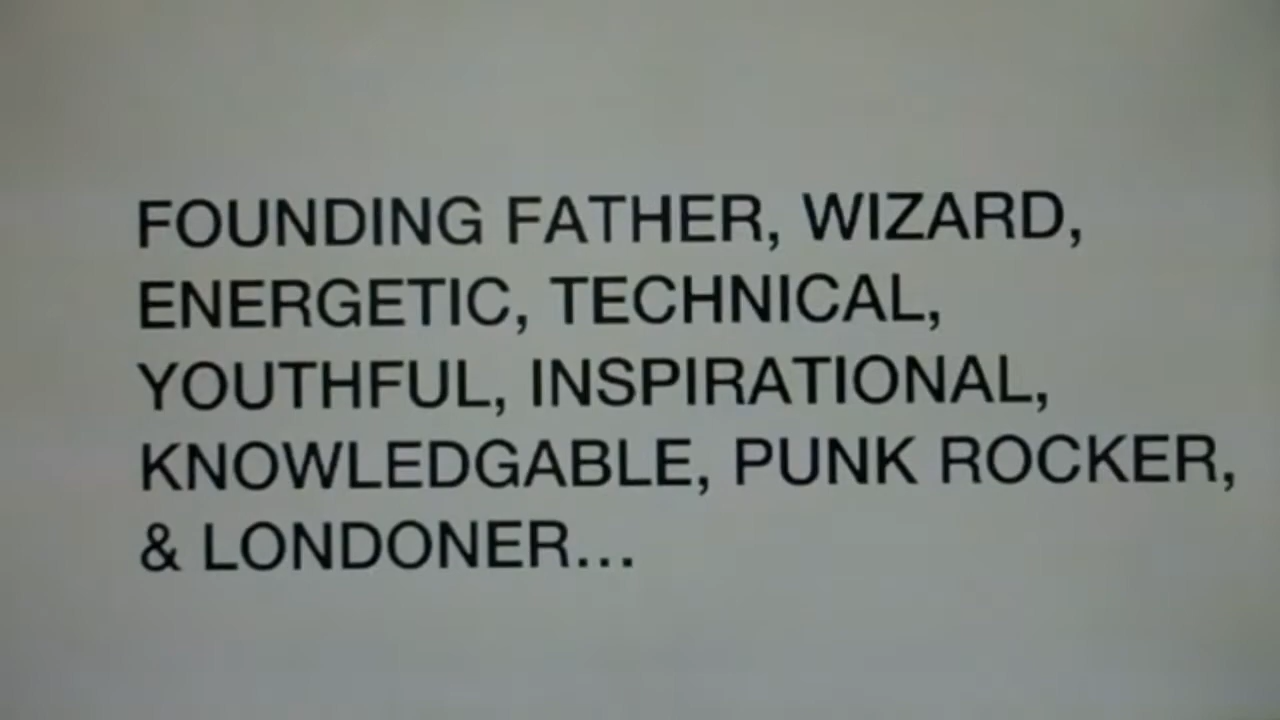 FOUNDING FATHER, WIZARD,
ENERGETIC, TECHNICAL,
YOUTHFUL, INSPIRATIONAL,
KNOWLEDGABLE, PUNK ROCKER,
& LONDONER...